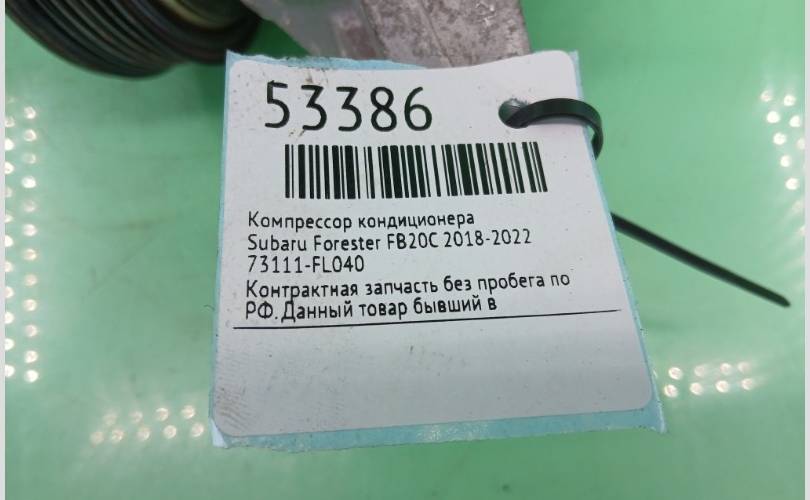 53386
Компрессор кондиционера
Subaru Forester FB20C 2018-2022
73111-FL040
Контрактная запчасть без пробега по
РФ. Данный товар бывший в